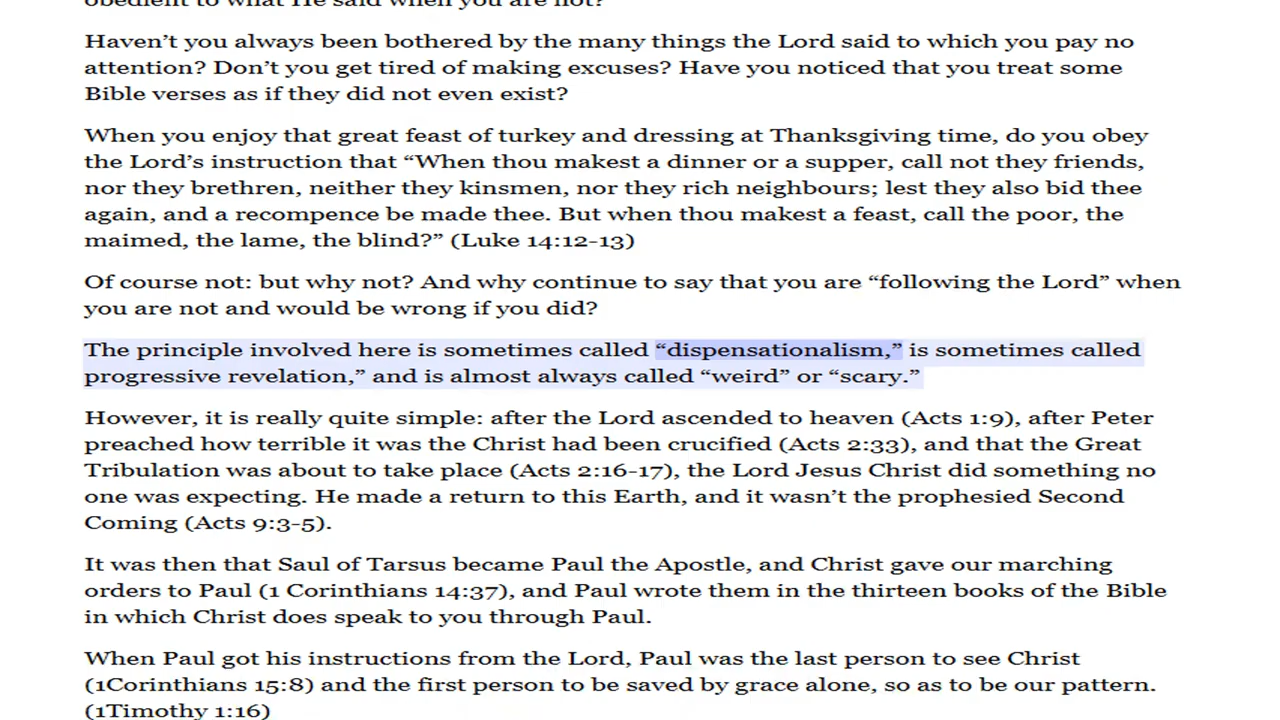 obedient to what He said when you are not?
Haven’t you always been bothered by the many things the Lord said to which you pay no
attention? Don’t you get tired of making excuses? Have you noticed that you treat some
Bible verses as if they did not even exist?
When you enjoy that great feast of turkey and dressing at Thanksgiving time, do you obey
the Lord’s instruction that “When thou makest a dinner or a supper, call not they friends,
nor they brethren, neither they kinsmen, nor they rich neighbours; lest they also bid thee
again, and a recompence be made thee. But when thou makest a feast, call the poor, the
maimed, the lame, the blind?” (Luke 14:12-13)
Of course not: but why not? And why continue to say that you are “following the Lord” when
you are not and would be wrong if you did?
The principle involved here is sometimes called “dispensationalism,” is sometimes called
progressive revelation,” and is almost always called “weird” or “scary.”
However, it is really quite simple: after the Lord ascended to heaven (Acts 1:9), after Peter
preached how terrible it was the Christ had been crucified (Acts 2:33), and that the Great
Tribulation was about to take place (Acts 2:16-17), the Lord Jesus Christ did something no
one was expecting. He made a return to this Earth, and it wasn’t the prophesied Second
Coming (Acts 9:3-5).
It was then that Saul of Tarsus became Paul the Apostle, and Christ gave our marching
orders to Paul (1 Corinthians 14:37), and Paul wrote them in the thirteen books of the Bible
in which Christ does speak to you through Paul.
When Paul got his instructions from the Lord, Paul was the last person to see Christ
(1Corinthians 15:8) and the first person to be saved by grace alone, so as to be our pattern.
(1Timothy 1:16)